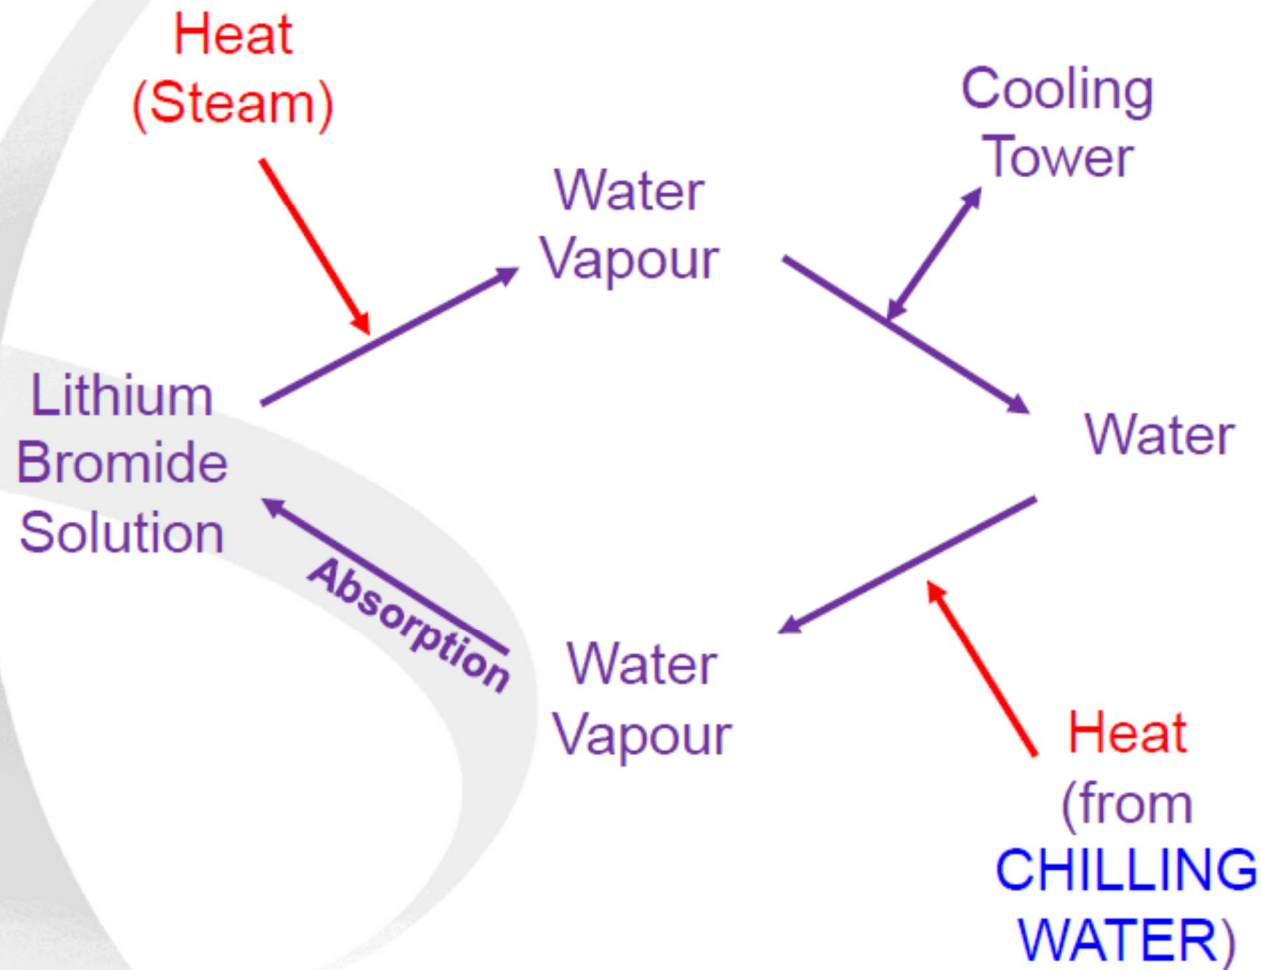 Heat
(Steam)
Cooling
Tower
Water
Vapour
Lithium
Bromide
Solution
Water
Absorption
Water
Vapour
Heat
(from
CHILLING
WATER)